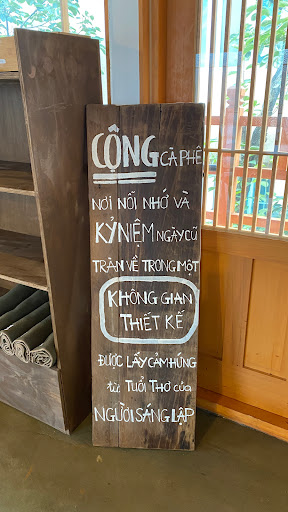 CỘNG CÀ PHÊ
NƠI NỖI NHỚ VÀ
KỶ NIỆM NGÀY CŨ
TRÀN VỀ TRONG MỘT
KHÔNG GIAN
THIẾT KẾ
ĐƯỢC LẤY CẢM HỨNG
từ TUỔI THƠ của
NGƯỜI SÁNG LẬP